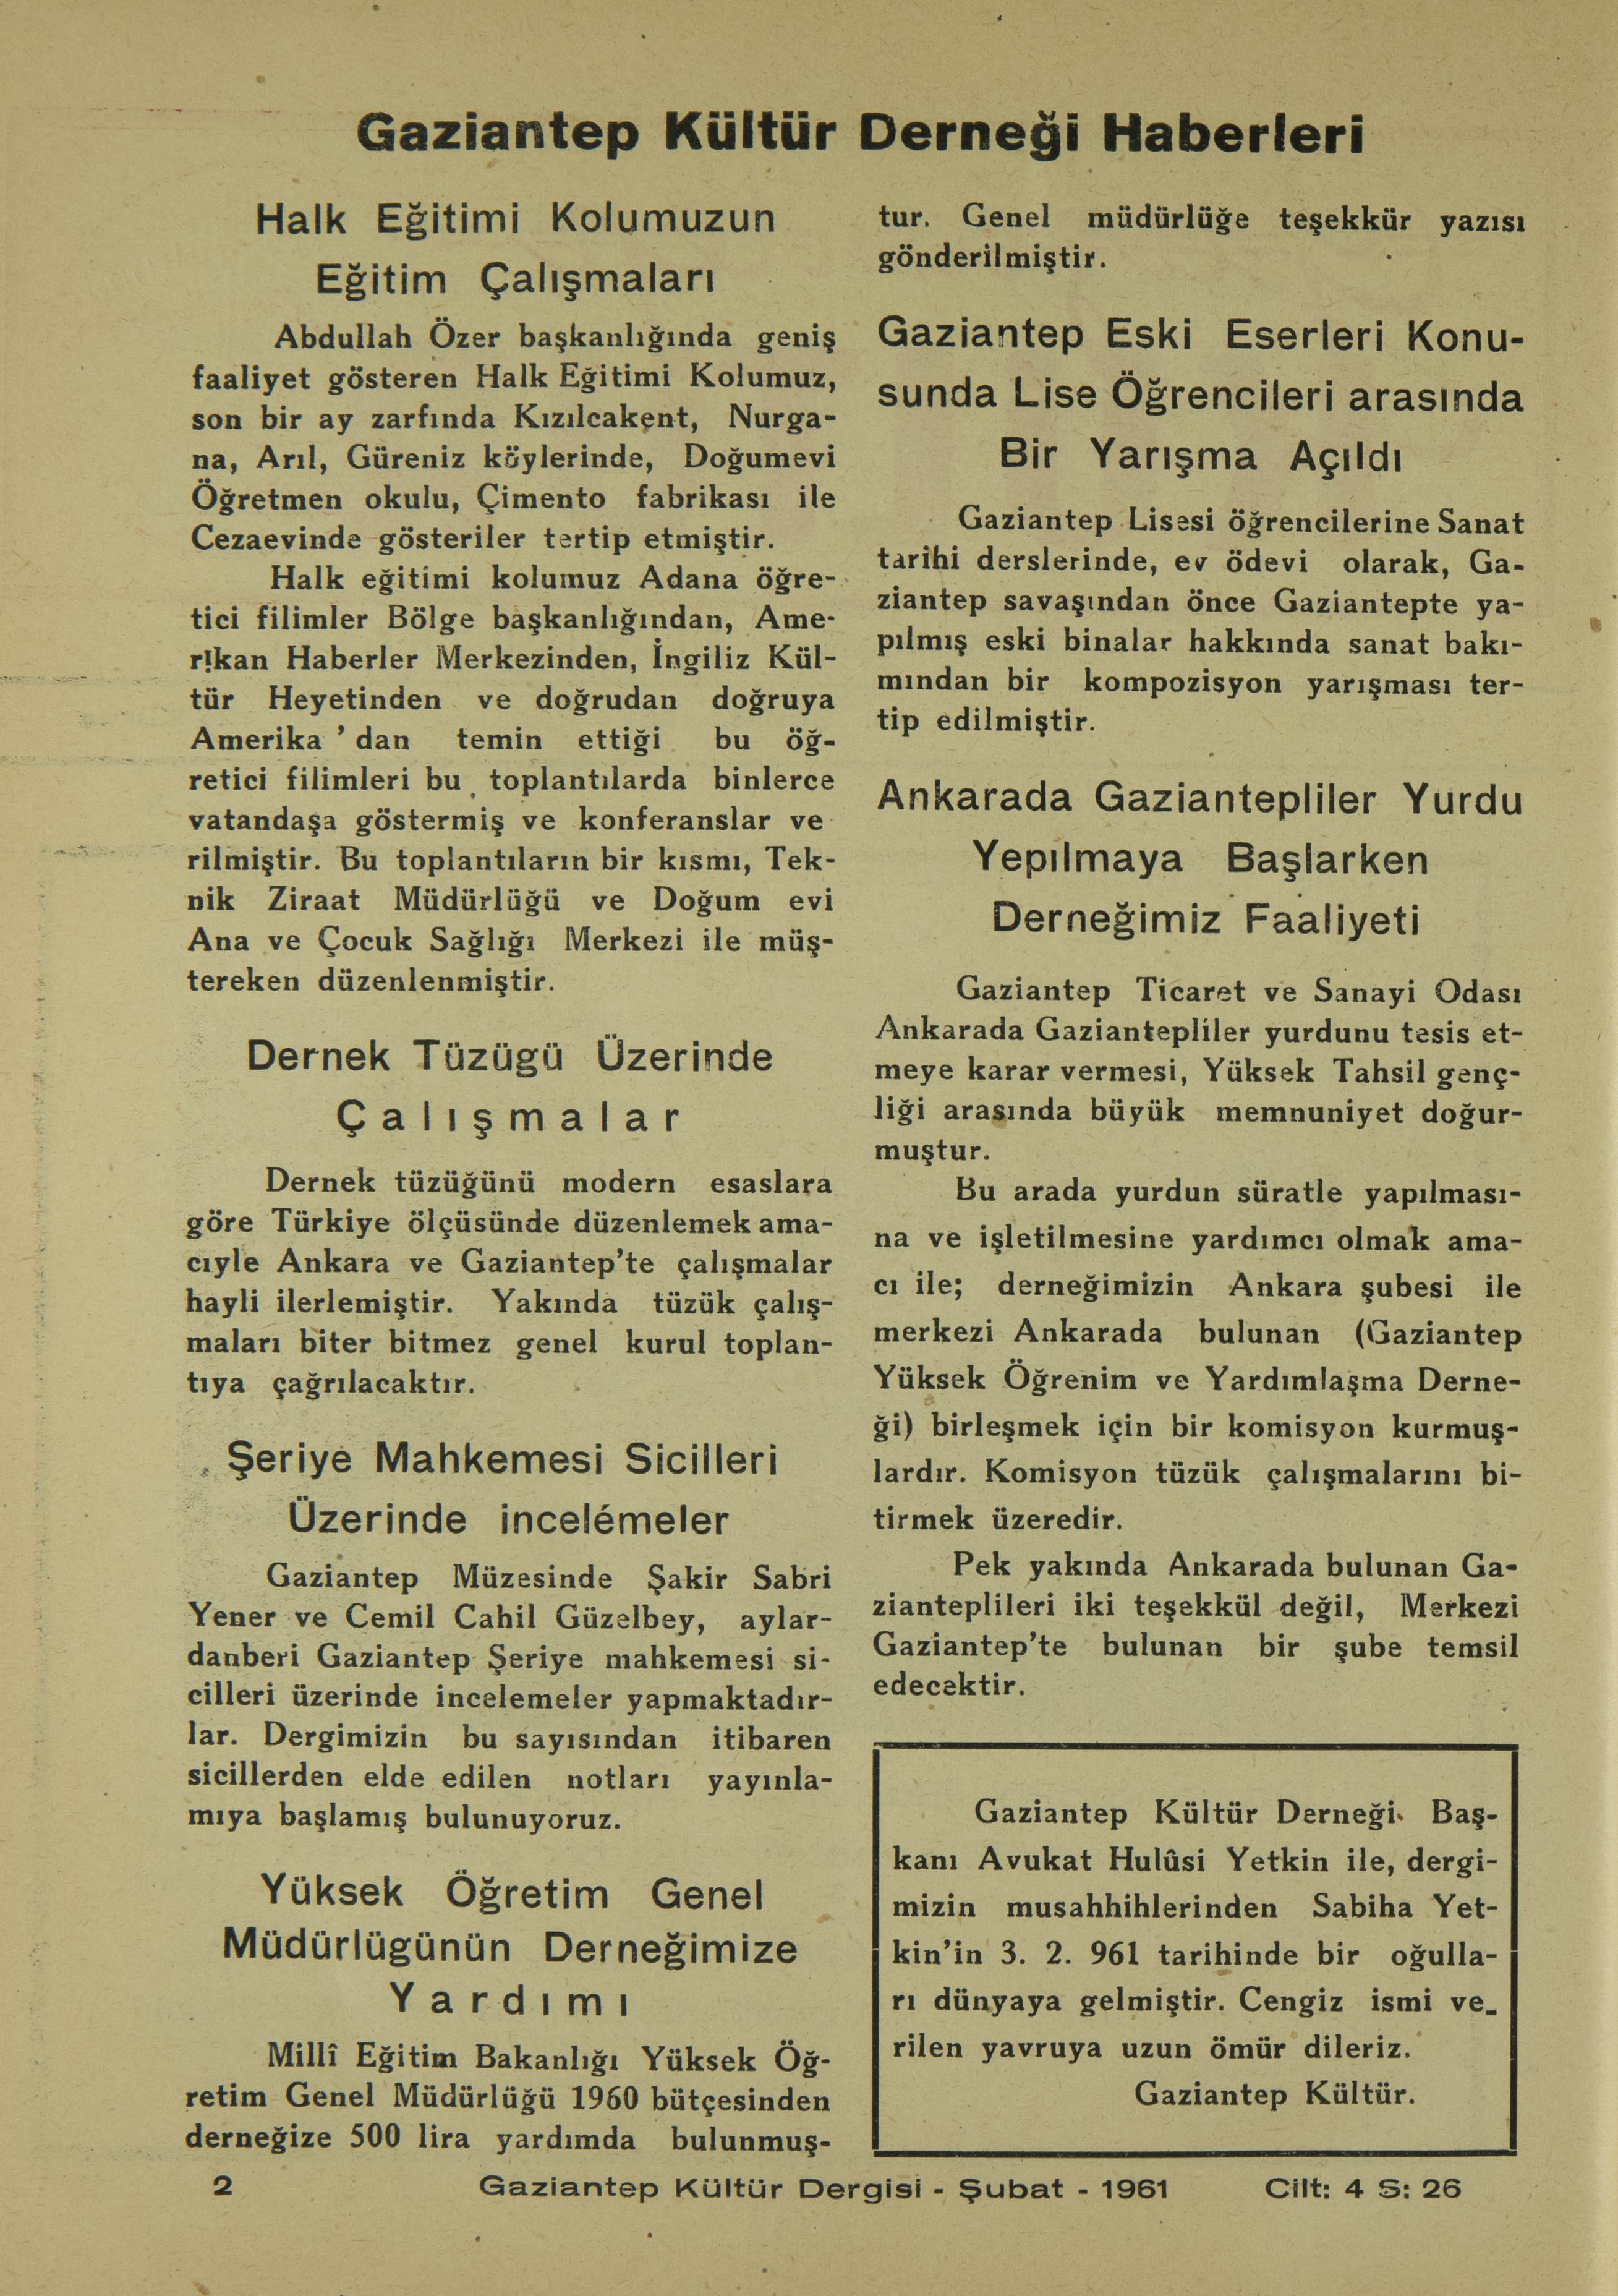 Gaziantep Kültür Derneği Haberleri
Halk Eğitimi Kolumuzun
Eğitim Çalışmaları
Abdullah Özer başkanlığında geniş
faaliyet gösteren Halk Eğitimi Kolumuz,
son bir ay zarfında Kızılcakent, Nurga-
na, Arıl, Güreniz köylerinde, Doğumevi
Öğretmen okulu, Çimento fabrikası ile
Cezaevinde gösteriler tertip etmiştir.
Halk eğitimi kolumuz Adana öğre-
tici filimler Bölge başkanlığından, Ame-
rikan Haberler Merkezinden, İngiliz Kül-
tür Heyetinden ve doğrudan doğruya
Amerika ' dan temin ettiği bu öğ-
retici filimleri bu toplantılarda binlerce
vatandaşa göstermiş ve konferanslar ve
rilmiştir. Bu toplantıların bir kısmı, Tek-
nik Ziraat Müdürlüğü ve Doğum evi
Ana ve Çocuk Sağlığı Merkezi ile müş-
tereken düzenlenmiştir.
Dernek Tüzügü Üzerinde
Çalışmalar
Dernek tüzüğünü modern esaslara
göre Türkiye ölçüsünde düzenlemek ama-
cıyle Ankara ve Gaziantep'te çalışmalar
hayli ilerlemiştir. Yakında tüzük çalış-
maları biter bitmez genel kurul toplan-
tıya çağrılacaktır.
Şeriye Mahkemesi Sicilleri
Üzerinde incelémeler
Gaziantep Müzesinde Şakir Sabri
Yener ve Cemil Cahil Güzelbey, aylar-
danberi Gaziantep Şeriye mahkemesi si-
cilleri üzerinde incelemeler yapmaktadır-
lar. Dergimizin bu sayısından itibaren
sicillerden elde edilen notları yayınla-
mıya başlamış bulunuyoruz.
Yüksek Öğretim Genel
Müdürlügünün Derneğimize
Yardımı
Millî Eğitim Bakanlığı Yüksek Öğ-
retim Genel Müdürlüğü 1960 bütçesinden
derneğize 500 lira yardımda bulunmuş-
tur. Genel müdürlüğe teşekkür yazısı
gönderilmiştir.
Gaziantep Eski Eserleri Konu-
sunda Lise Öğrencileri arasında
Bir Yarışma Açıldı
Gaziantep Lisesi öğrencilerine Sanat
tarihi derslerinde, ev ödevi olarak, Ga-
ziantep savaşından önce Gaziantepte ya-
pılmış eski binalar hakkında sanat bakı-
mından bir kompozisyon yarışması ter-
tip edilmiştir.
Ankarada Gaziantepliler Yurdu
Yepılmaya Başlarken
Derneğimiz Faaliyeti
Gaziantep Ticaret ve Sanayi Odası
Ankarada Gaziantepliler yurdunu tesis et-
meye karar vermesi, Yüksek Tahsil genç-
liği arasında büyük memnuniyet doğur-
muştur.
Bu arada yurdun süratle yapılması-
na ve işletilmesine yardımcı olmak ama-
cı ile; derneğimizin Ankara şubesi ile
merkezi Ankarada bulunan (Gaziantep
Yüksek Öğrenim ve Yardımlaşma Derne-
ği) birleşmek için bir komisyon kurmuş-
lardır. Komisyon tüzük çalışmalarını bi-
tirmek üzeredir.
Pek yakında Ankarada bulunan Ga-
zianteplileri iki teşekkül değil, Merkezi
Gaziantep'te bulunan bir şube temsil
edecektir.
Gaziantep Kültür Derneği Baş-
kanı Avukat Hulûsi Yetkin ile, dergi-
mizin musahhihlerinden Sabiha Yet-
kin'in 3. 2. 961 tarihinde bir oğulla-
rı dünyaya gelmiştir. Cengiz ismi ve_
rilen yavruya uzun ömür dileriz.
Gaziantep Kültür.
2 Gaziantep Kültür Dergisi - Şubat - 1961 Cilt: 4 S: 26